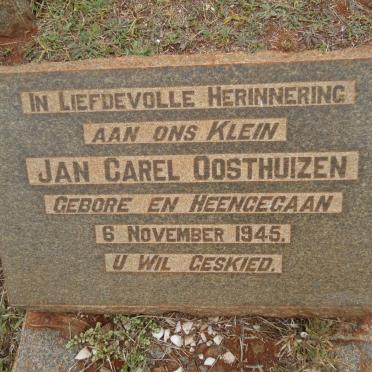 In Liefdevolle Herinnering
aan ons Klein
Jan Carel Oosthuizen
Gebore en Heengegaan
6 November 1945.
U Wil Geskied.